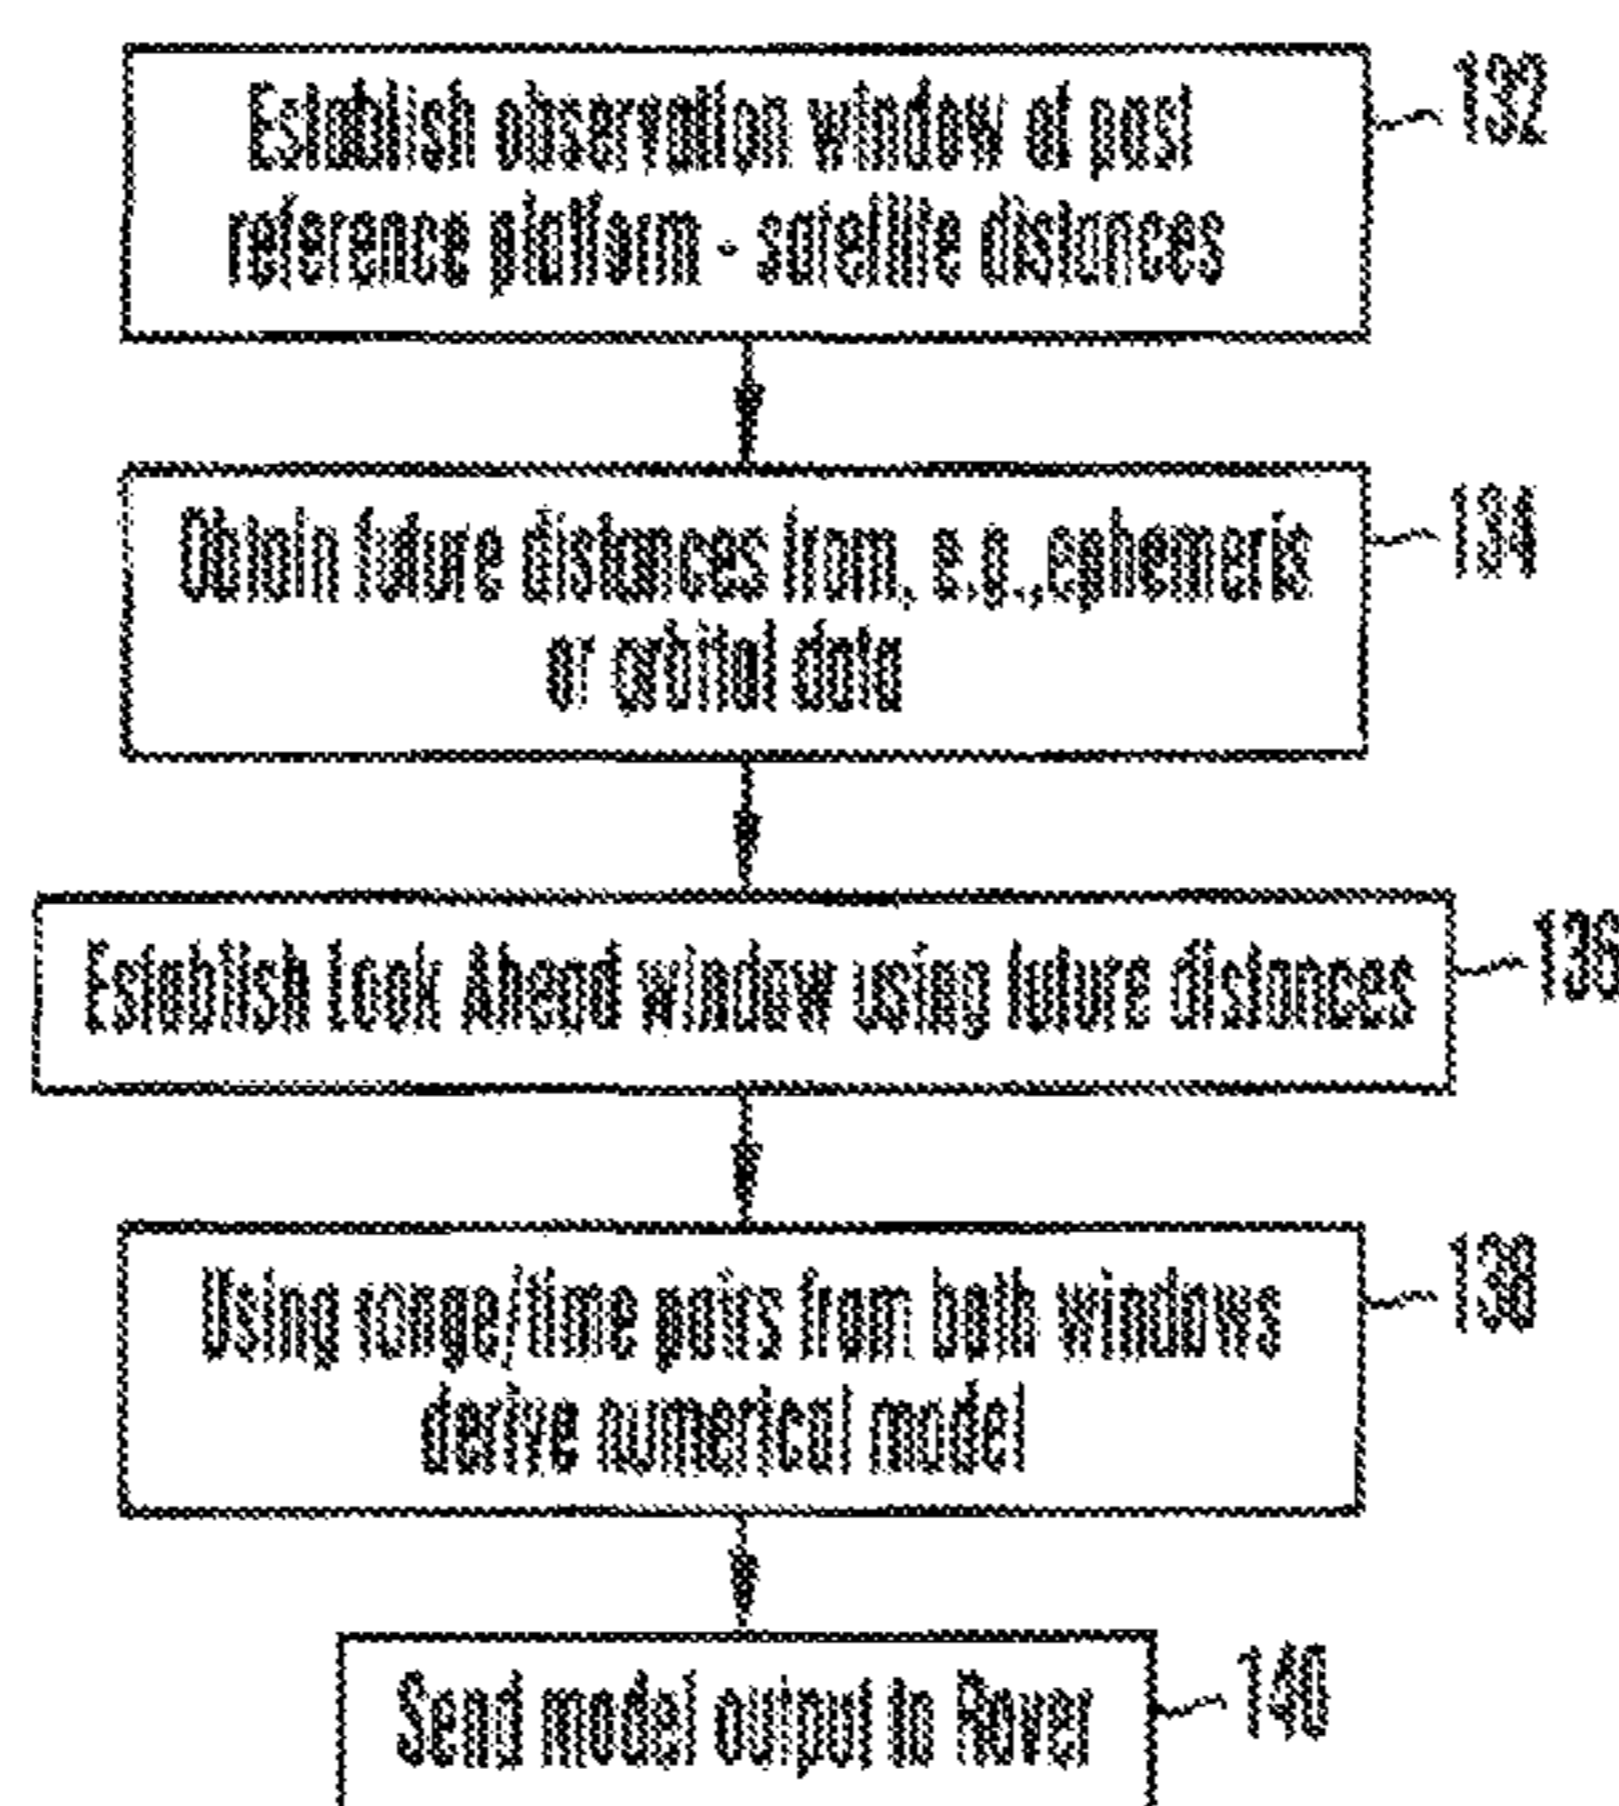 Establish observation window of past
reference platform - satellite distances
132
Obtain future distances from, e.g., ephemeris
or orbital data
134
Establish Look Ahead window using future distances
136
Using range/time pairs from both windows
derive numerical model
138
Send model output to Rover
140